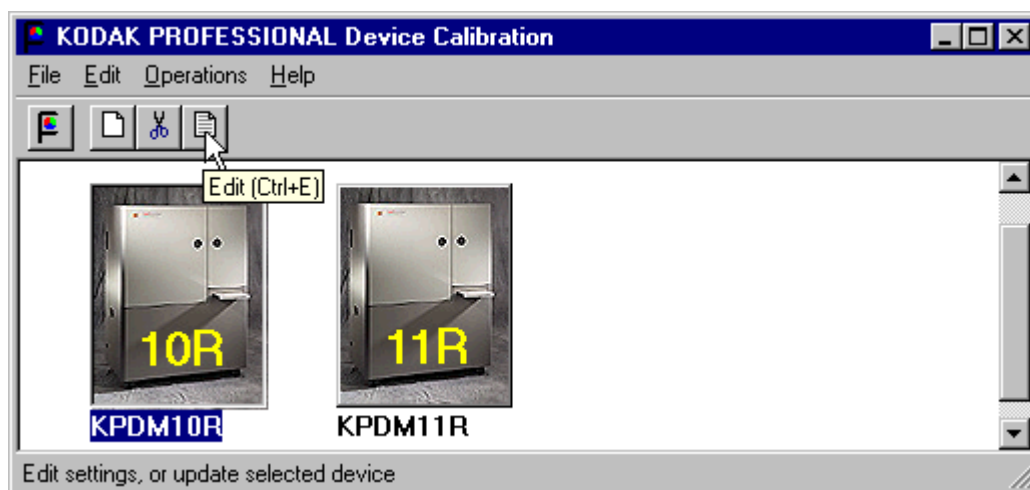 KODAK PROFESSIONAL Device Calibration
File Edit Operations Help
Edit (Ctrl+E)
10R 11R
KPDM10R KPDM11R
Edit settings, or update selected device